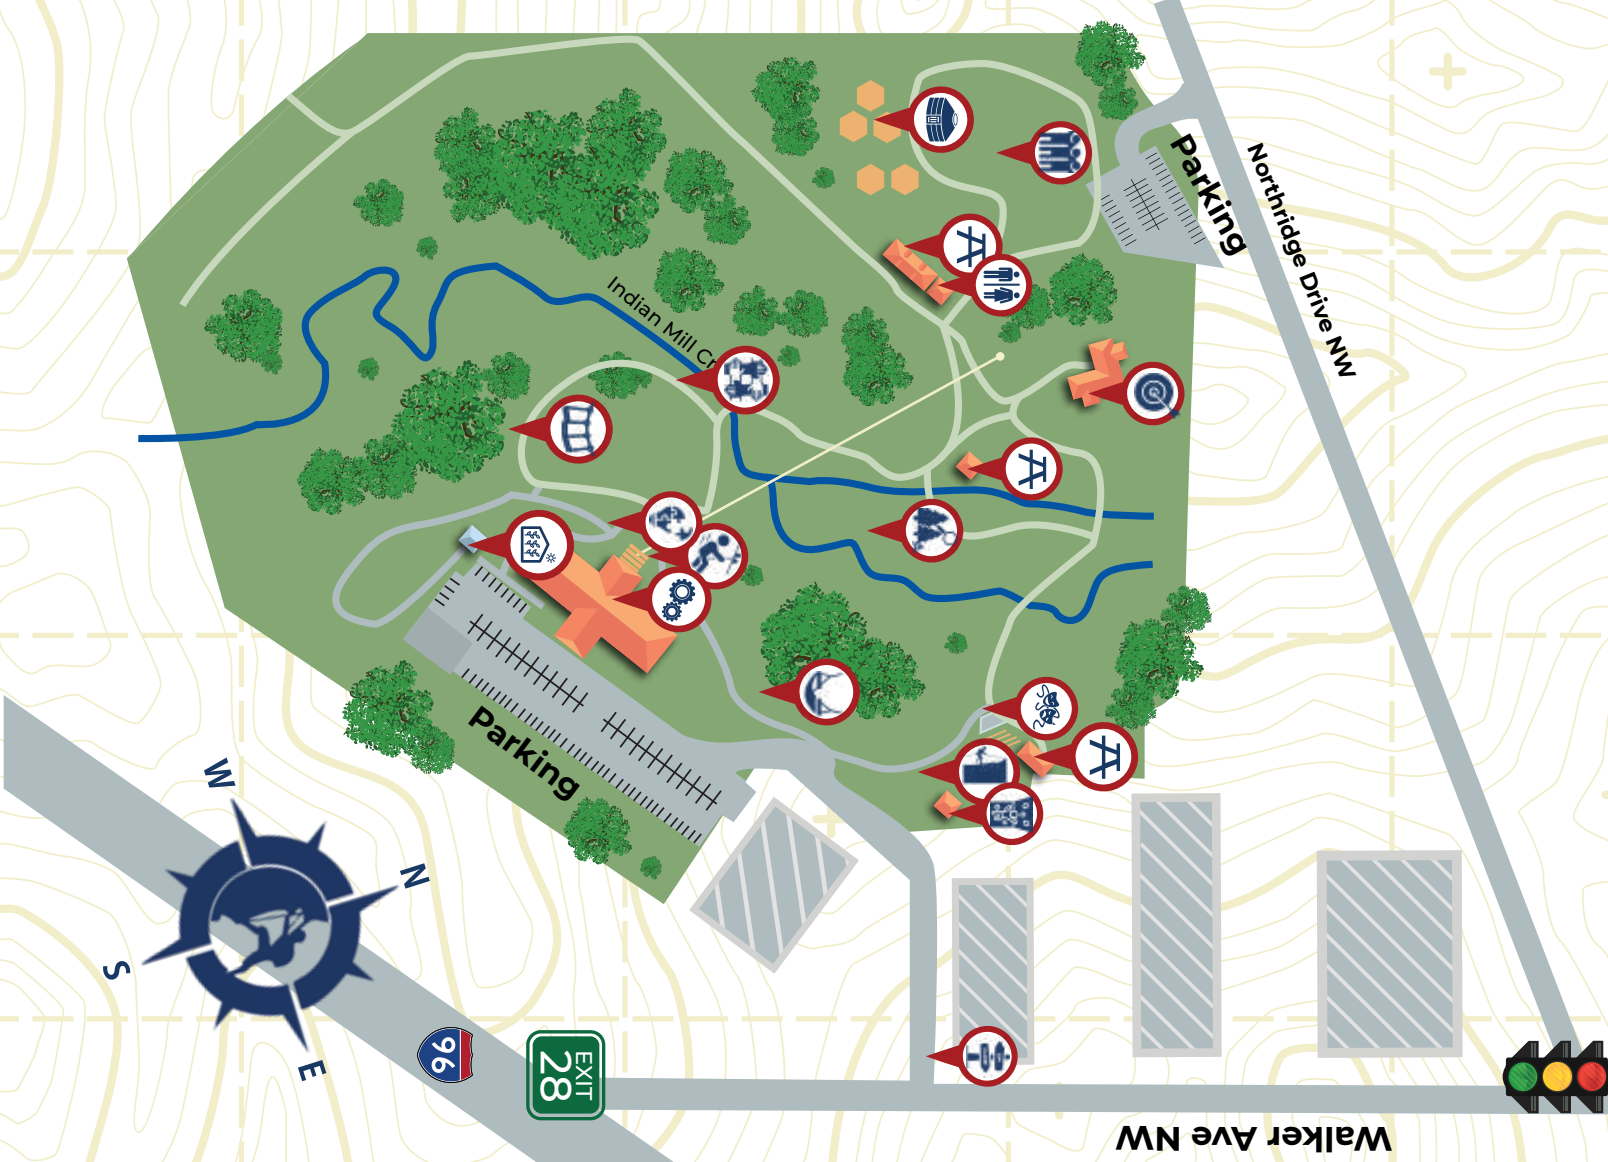 Parking
Northridge Drive NW
Indian Mill Cr
Parking
W
N
S
E
96
EXIT
28
Walker Ave NW